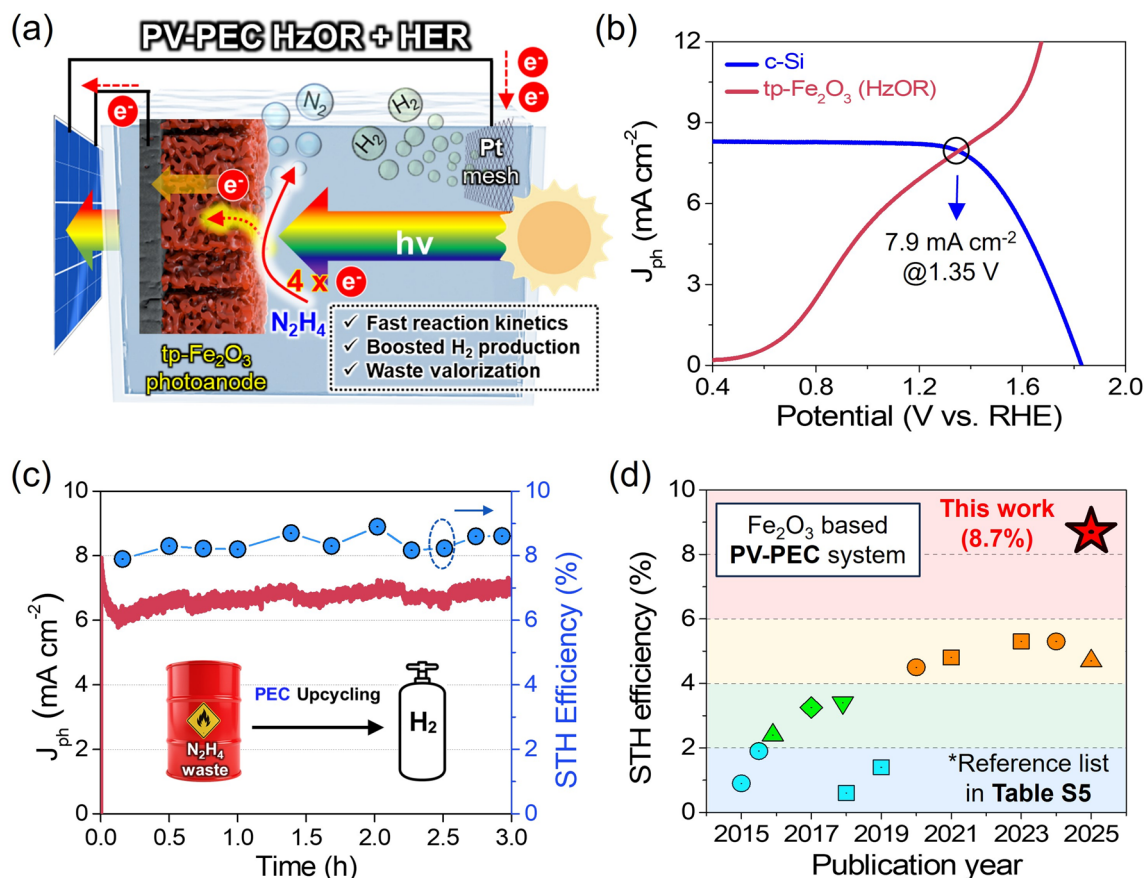 (a)
PV-PEC HzOR + HER
e-
e-
e-
N₂
H₂
H₂
Pt
mesh
e-
hν
4 x e-
N₂H₄
tp-Fe₂O₃
photoanode
✓ Fast reaction kinetics
✓ Boosted H₂ production
✓ Waste valorization
(b)
12
9
6
3
0
J_ph (mA cm⁻²)
c-Si
tp-Fe₂O₃ (HzOR)
7.9 mA cm⁻²
@1.35 V
0.4 0.8 1.2 1.6 2.0
Potential (V vs. RHE)
(c)
10
8
6
4
2
0
J_ph (mA cm⁻²)
N₂H₄
waste
PEC Upcycling
H₂
10
8
6
4
2
0
STH Efficiency (%)
0.0 0.5 1.0 1.5 2.0 2.5 3.0
Time (h)
(d)
10
8
6
4
2
0
STH efficiency (%)
Fe₂O₃ based
PV-PEC system
This work
(8.7%)
*Reference list
in Table S5
2015 2017 2019 2021 2023 2025
Publication year